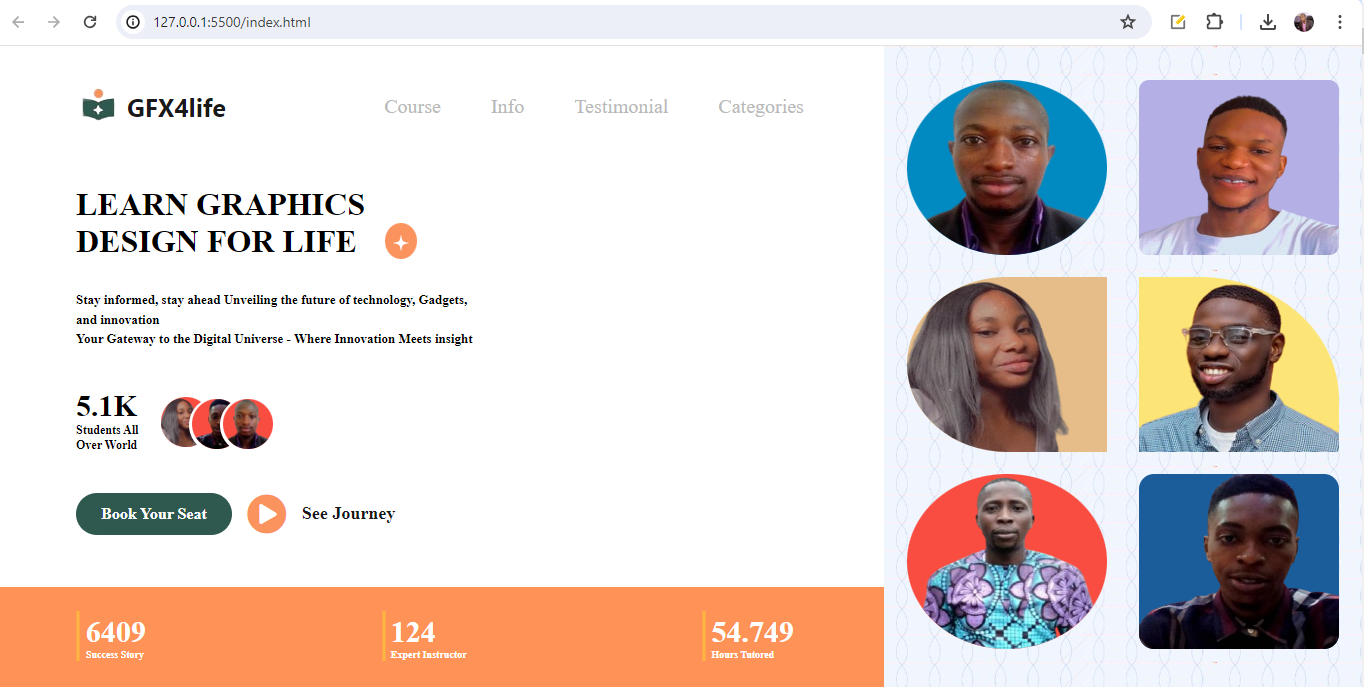 127.0.0.1:5500/index.html
GFX4life
Course Info Testimonial Categories
LEARN GRAPHICS
DESIGN FOR LIFE
Stay informed, stay ahead Unveiling the future of technology, Gadgets,
and innovation
Your Gateway to the Digital Universe - Where Innovation Meets insight
5.1K
Students All
Over World
Book Your Seat
See Journey
6409
Success Story
124
Expert Instructor
54.749
Hours Tutored